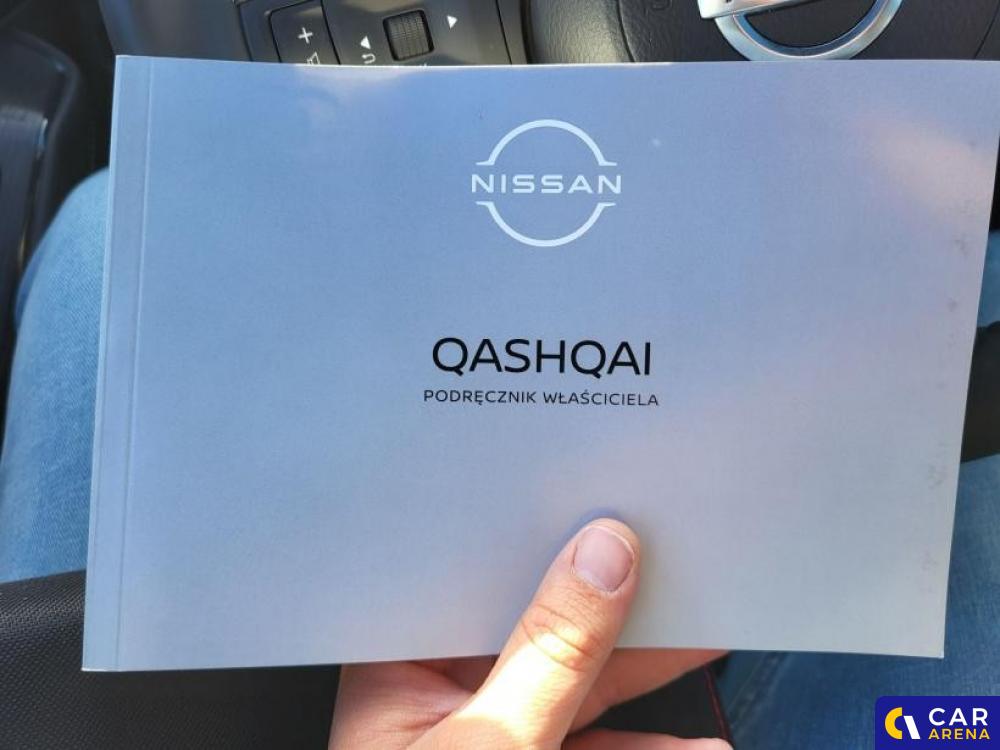 NISSAN
QASHQAI
PODRĘCZNIK WŁAŚCICIELA
CAR
ARENA